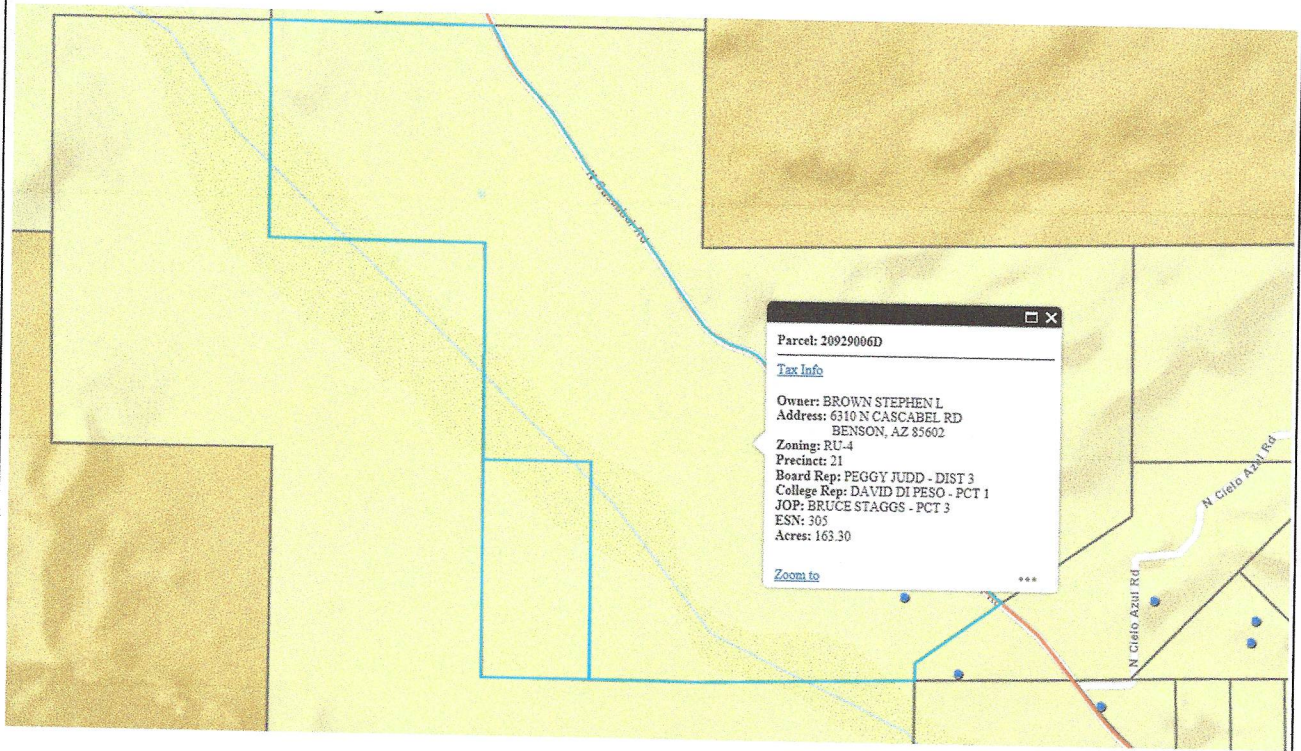 N Cascabel Rd
Parcel: 20929006D
Tax Info
Owner: BROWN STEPHEN L
Address: 6310 N CASCABEL RD
BENSON, AZ 85602
Zoning: RU-4
Precinct: 21
Board Rep: PEGGY JUDD - DIST 3
College Rep: DAVID DI PESO - PCT 1
JOP: BRUCE STAGGS - PCT 3
ESN: 305
Acres: 163.30
Zoom to
N Cielo Azul Rd
N Cielo Azul Rd